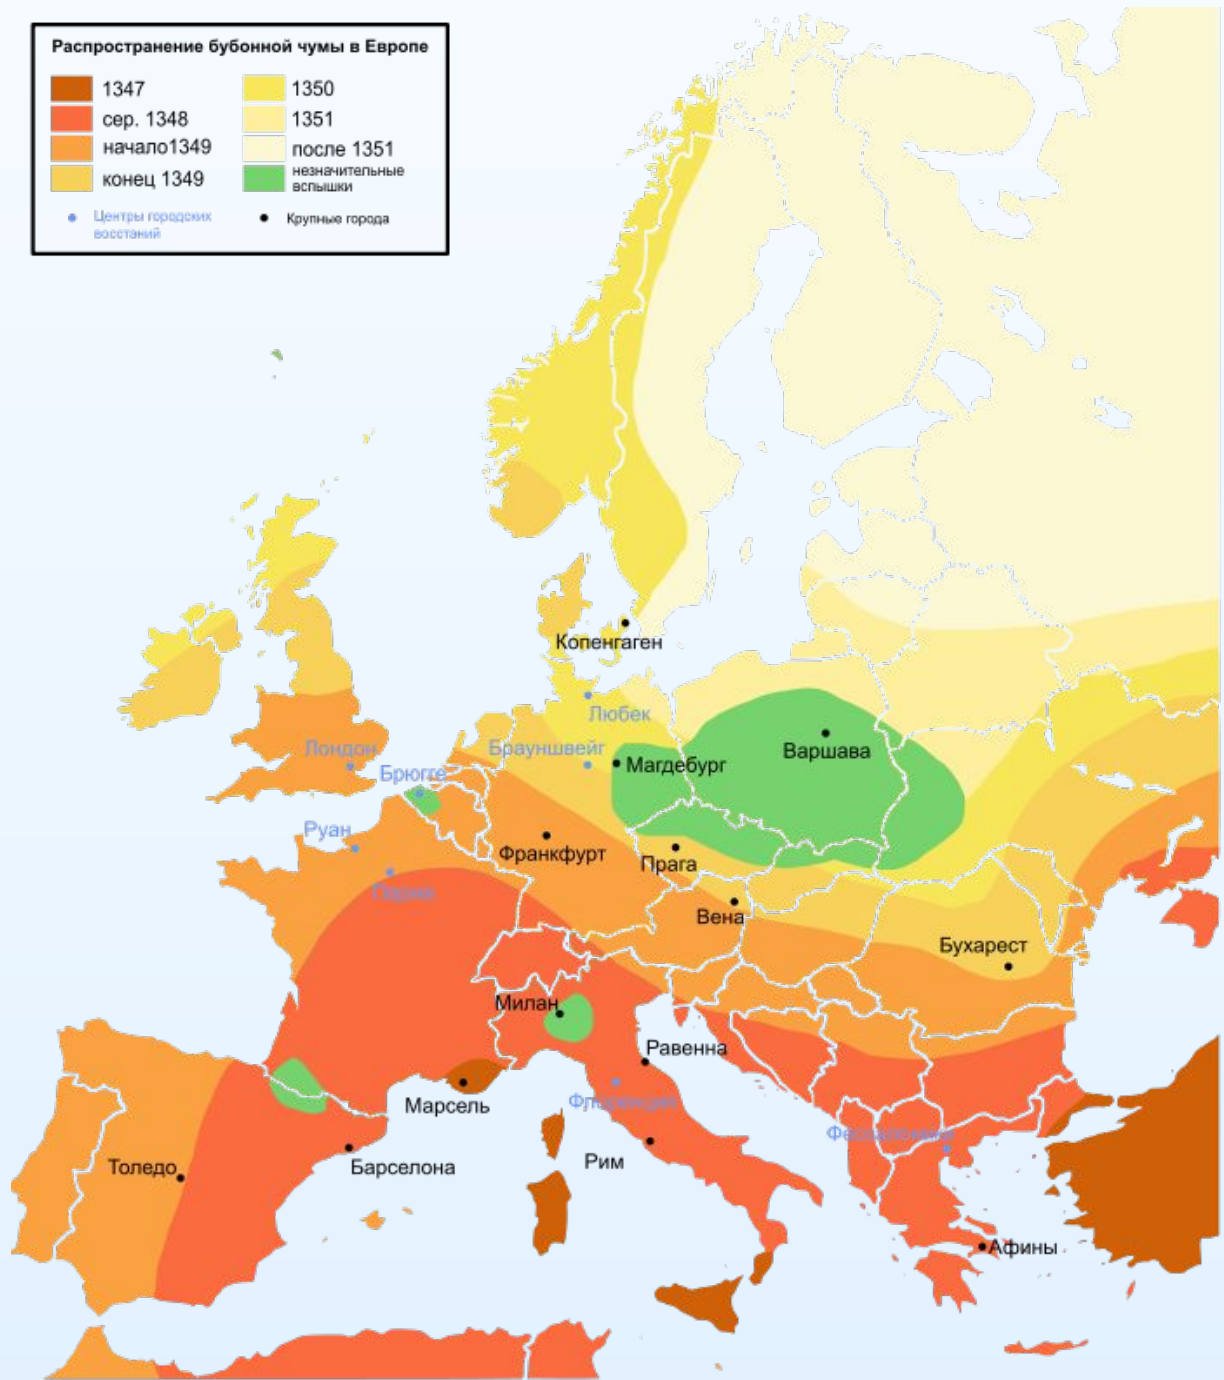 Распространение бубонной чумы в Европе
1347
сер. 1348
начало1349
конец 1349
1350
1351
после 1351
незначительные
вспышки
Центры городских
восстаний
Крупные города
Копенгаген
Любек
Варшава
Брауншвейг
Магдебург
Лондон
Брюгге
Руан
Франкфурт
Прага
Париж
Вена
Бухарест
Милан
Равенна
Марсель
Флоренция
Фессалоники
Рим
Толедо
Барселона
Афины